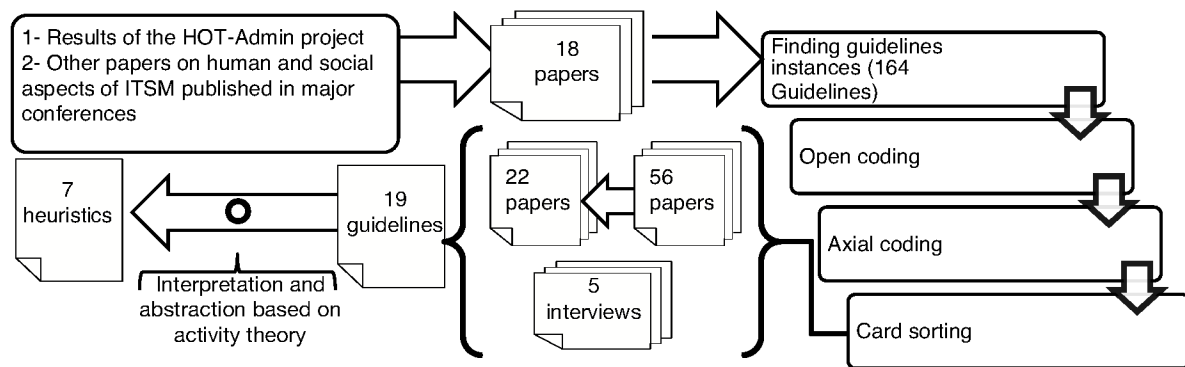 1- Results of the HOT-Admin project
2- Other papers on human and social
aspects of ITSM published in major
conferences
18
papers
Finding guidelines
instances (164
Guidelines)
Open coding
Axial coding
Card sorting
56
papers
22
papers
5
interviews
19
guidelines
Interpretation and
abstraction based on
activity theory
7
heuristics